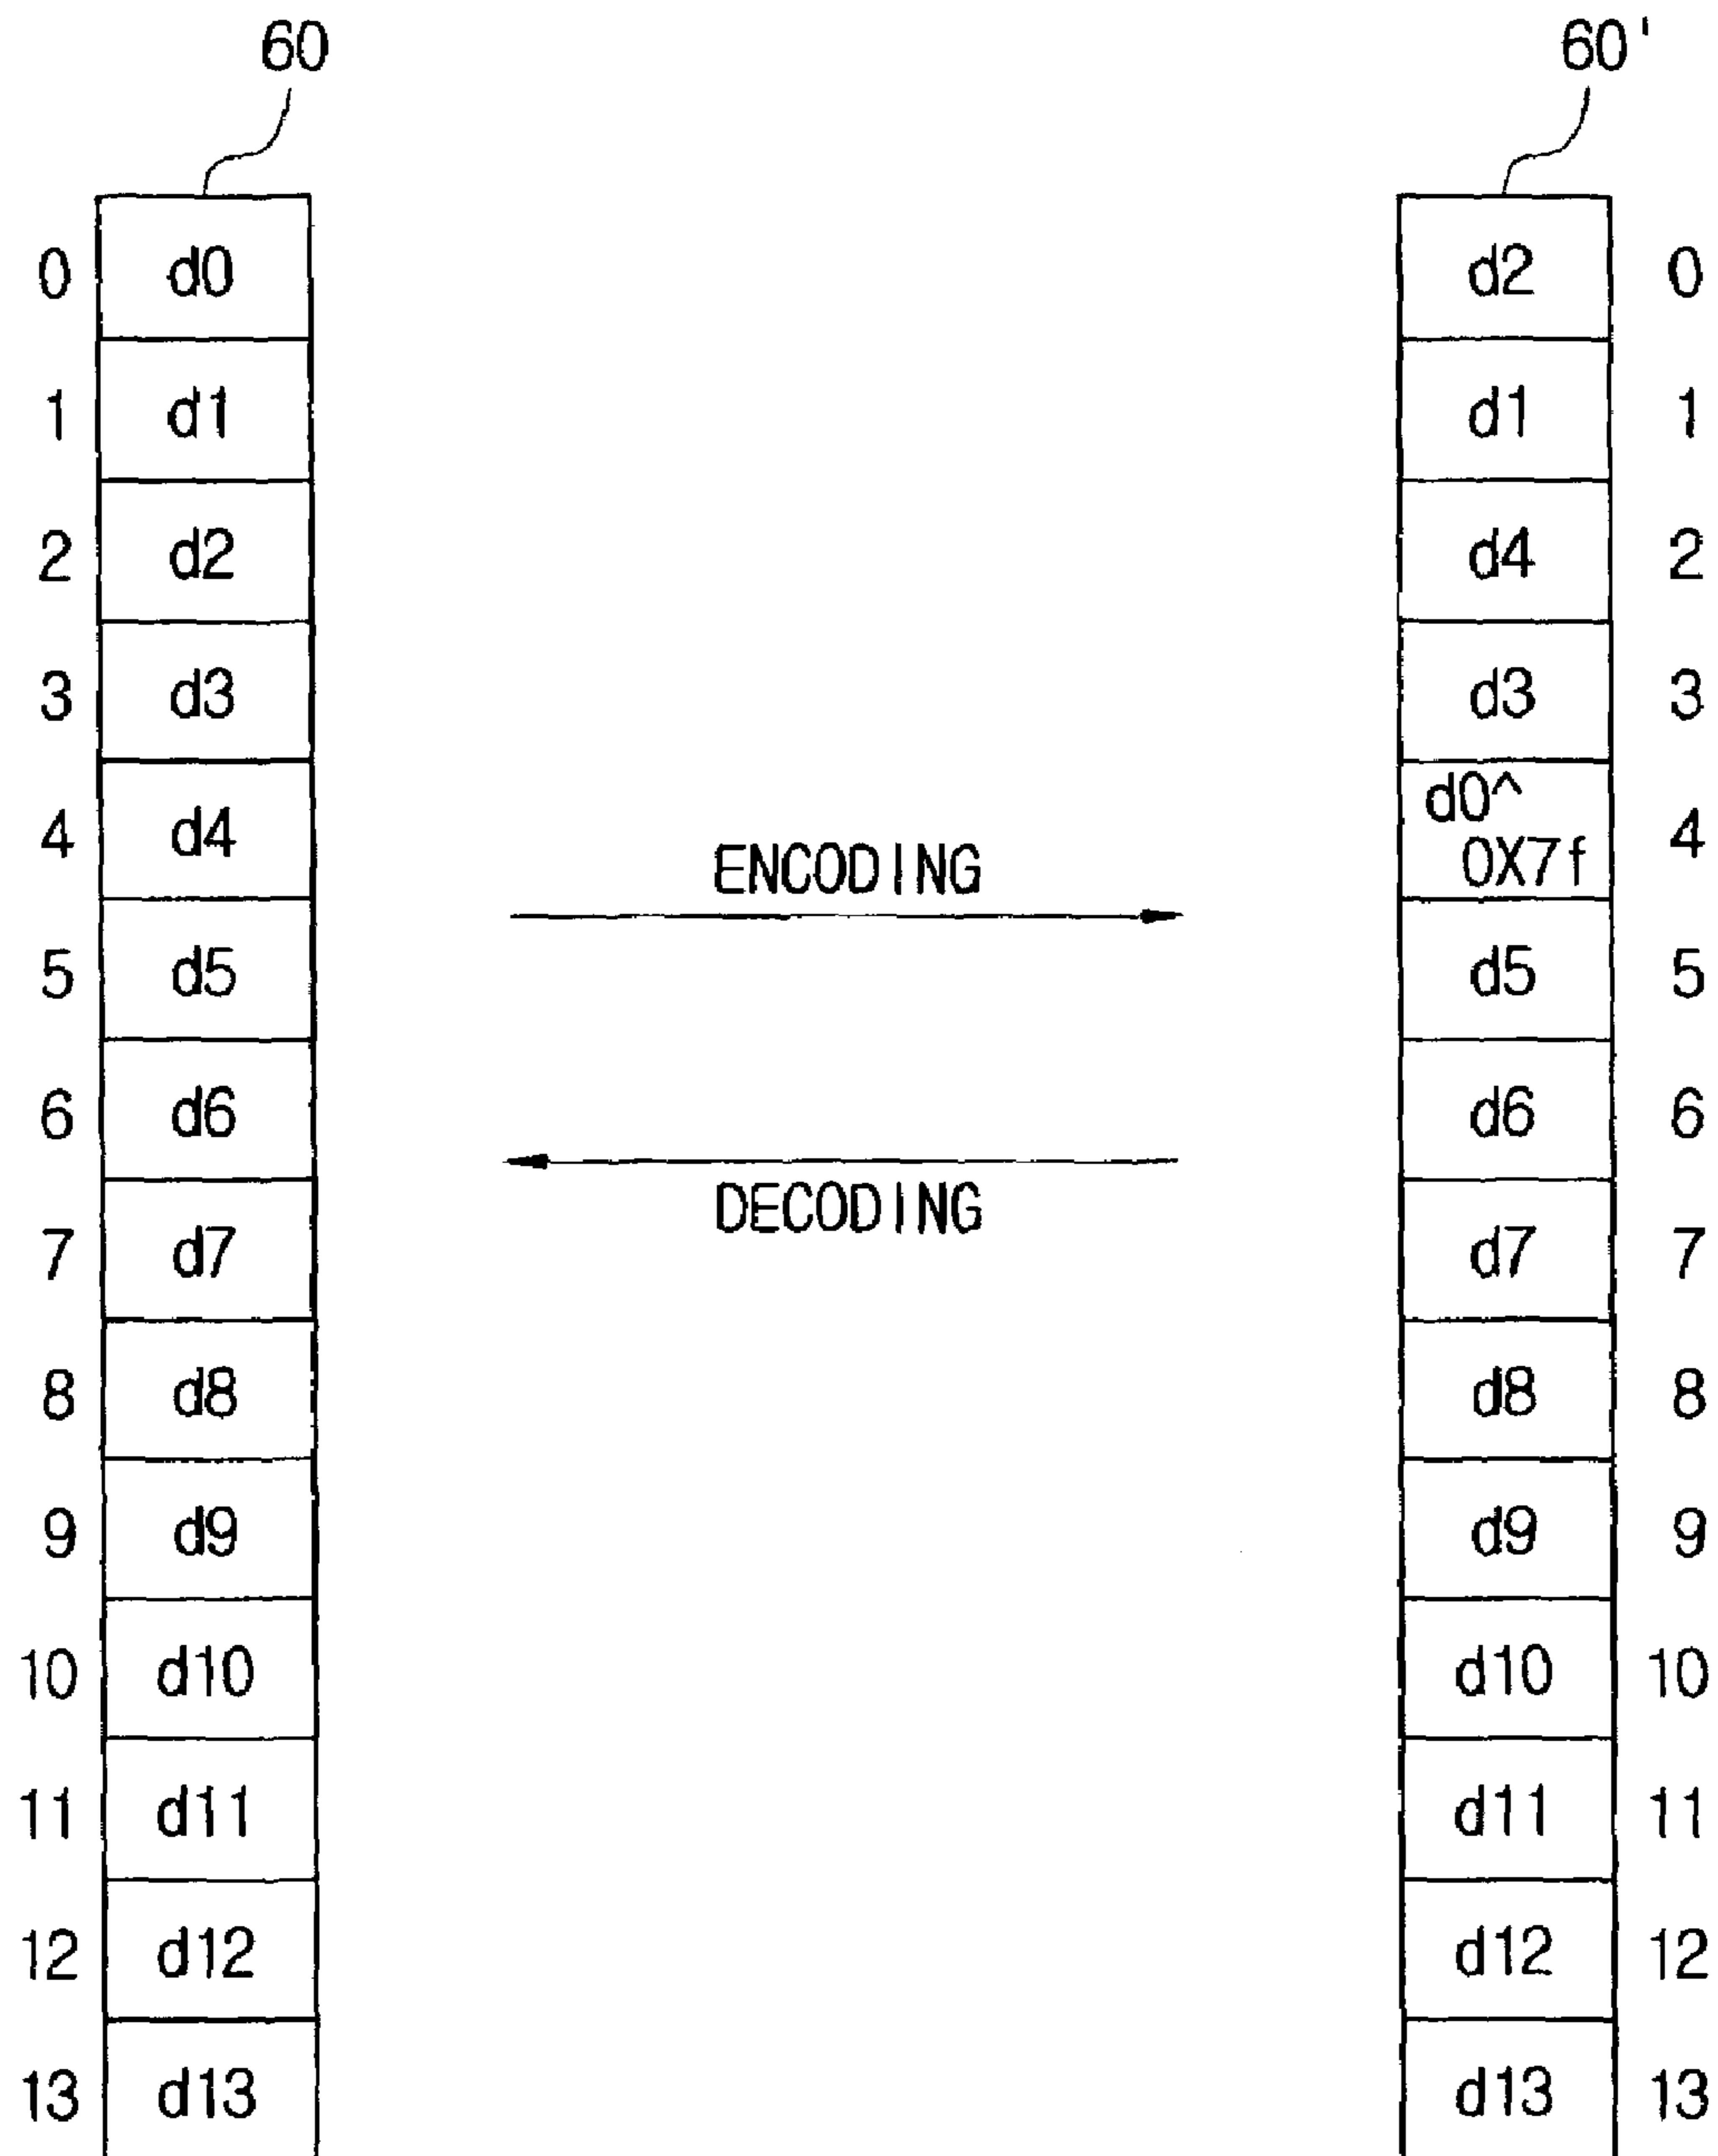 60 60'
0 d0 d2 0
1 d1 d1 1
2 d2 d4 2
3 d3 d3 3
4 d4 d0^ 4
0X7f
ENCODING
5 d5 d5 5
6 d6 d6 6
DECODING
7 d7 d7 7
8 d8 d8 8
9 d9 d9 9
10 d10 d10 10
11 d11 d11 11
12 d12 d12 12
13 d13 d13 13